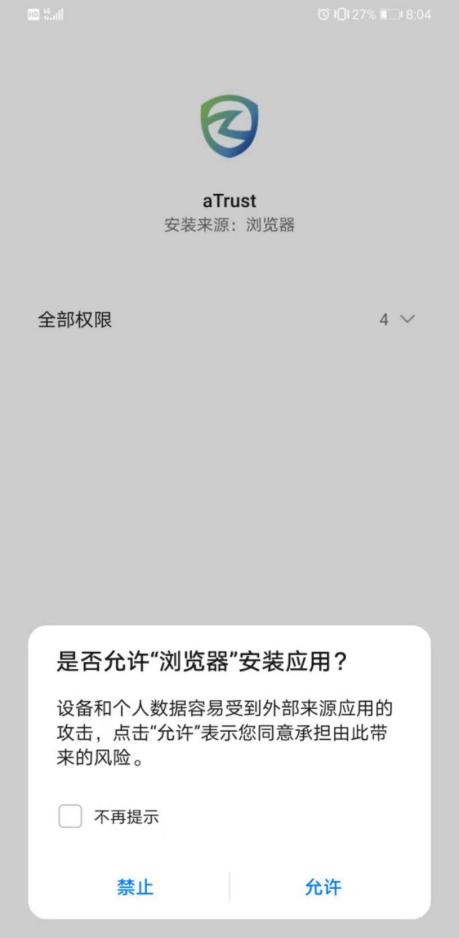 HD 4G 27% 8:04
aTrust
安装来源：浏览器
全部权限 4
是否允许“浏览器”安装应用？
设备和个人数据容易受到外部来源应用的
攻击，点击“允许”表示您同意承担由此带
来的风险。
不再提示
禁止 允许